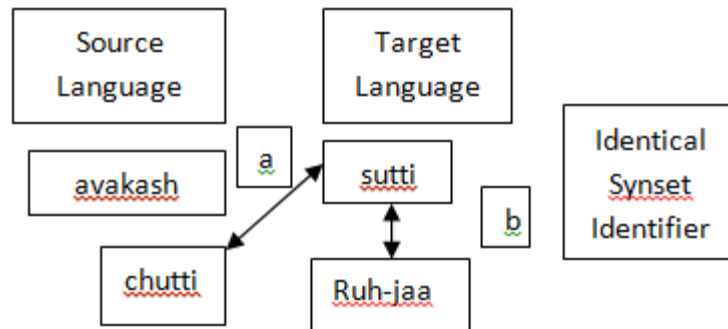 Source
Language
Target
Language
Identical
Synset
Identifier
a
avakash
sutti
b
chutti
Ruh-jaa